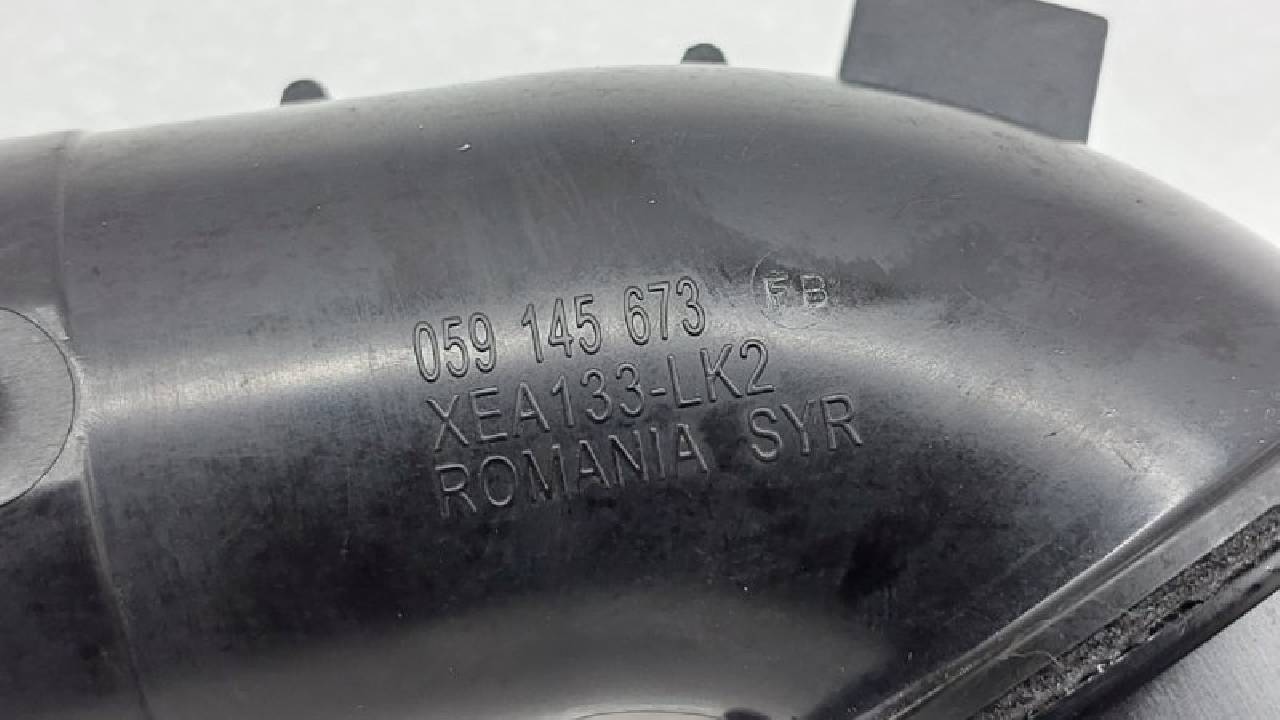 059 145 673 FB
XEA133-LK2
ROMANIA SYR